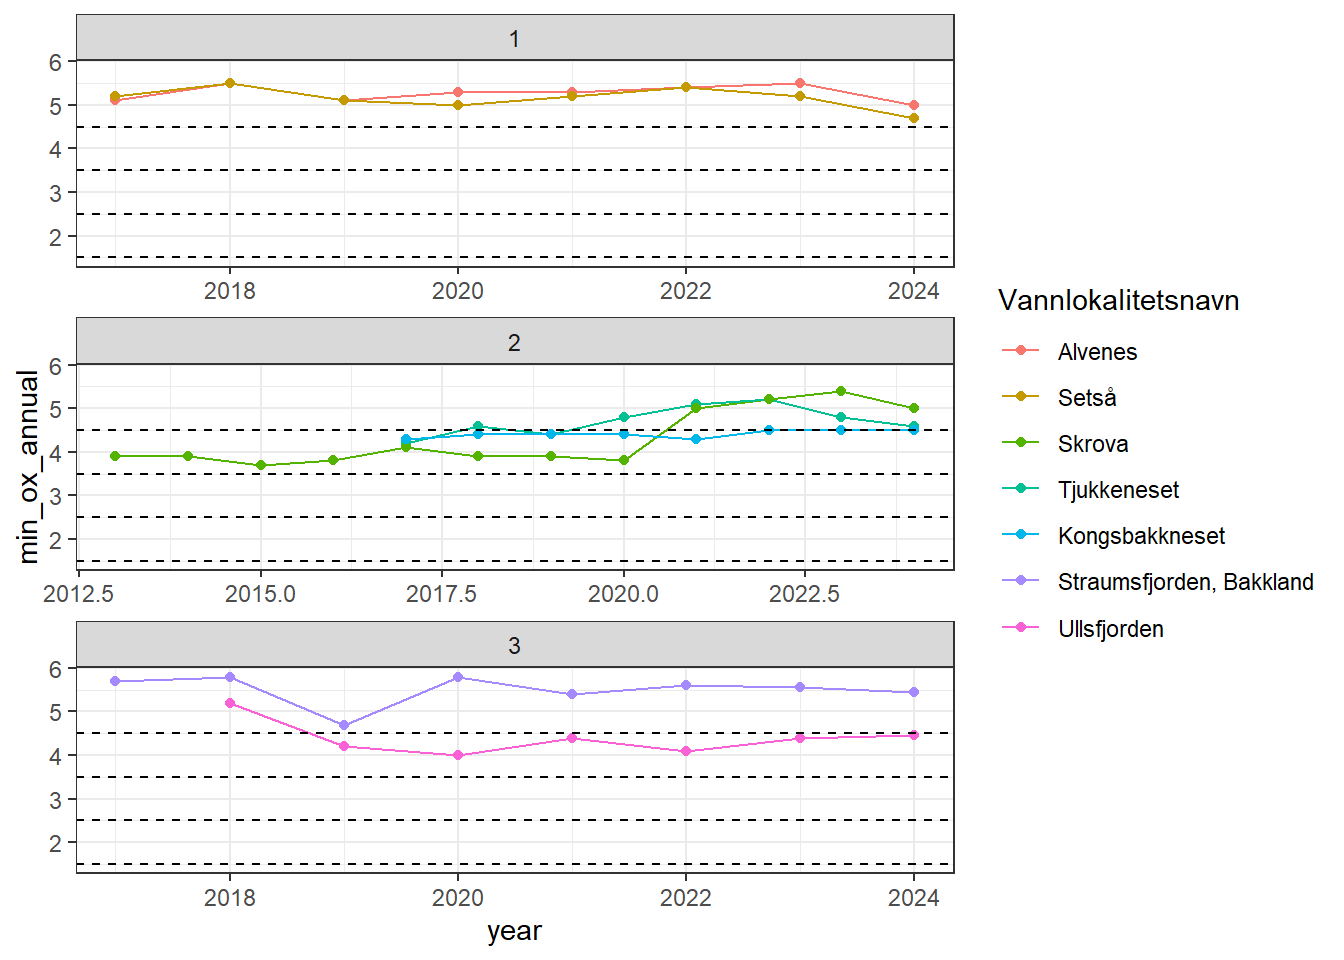 1
6
5
4
3
2
2018 2020 2022 2024
2
6
5
4
3
2
2012.5 2015.0 2017.5 2020.0 2022.5
3
6
5
4
3
2
2018 2020 2022 2024
year
min_ox_annual
Vannlokalitetsnavn
Alvenes
Setså
Skrova
Tjukkeneset
Kongsbakkneset
Straumsfjorden, Bakkland
Ullsfjorden